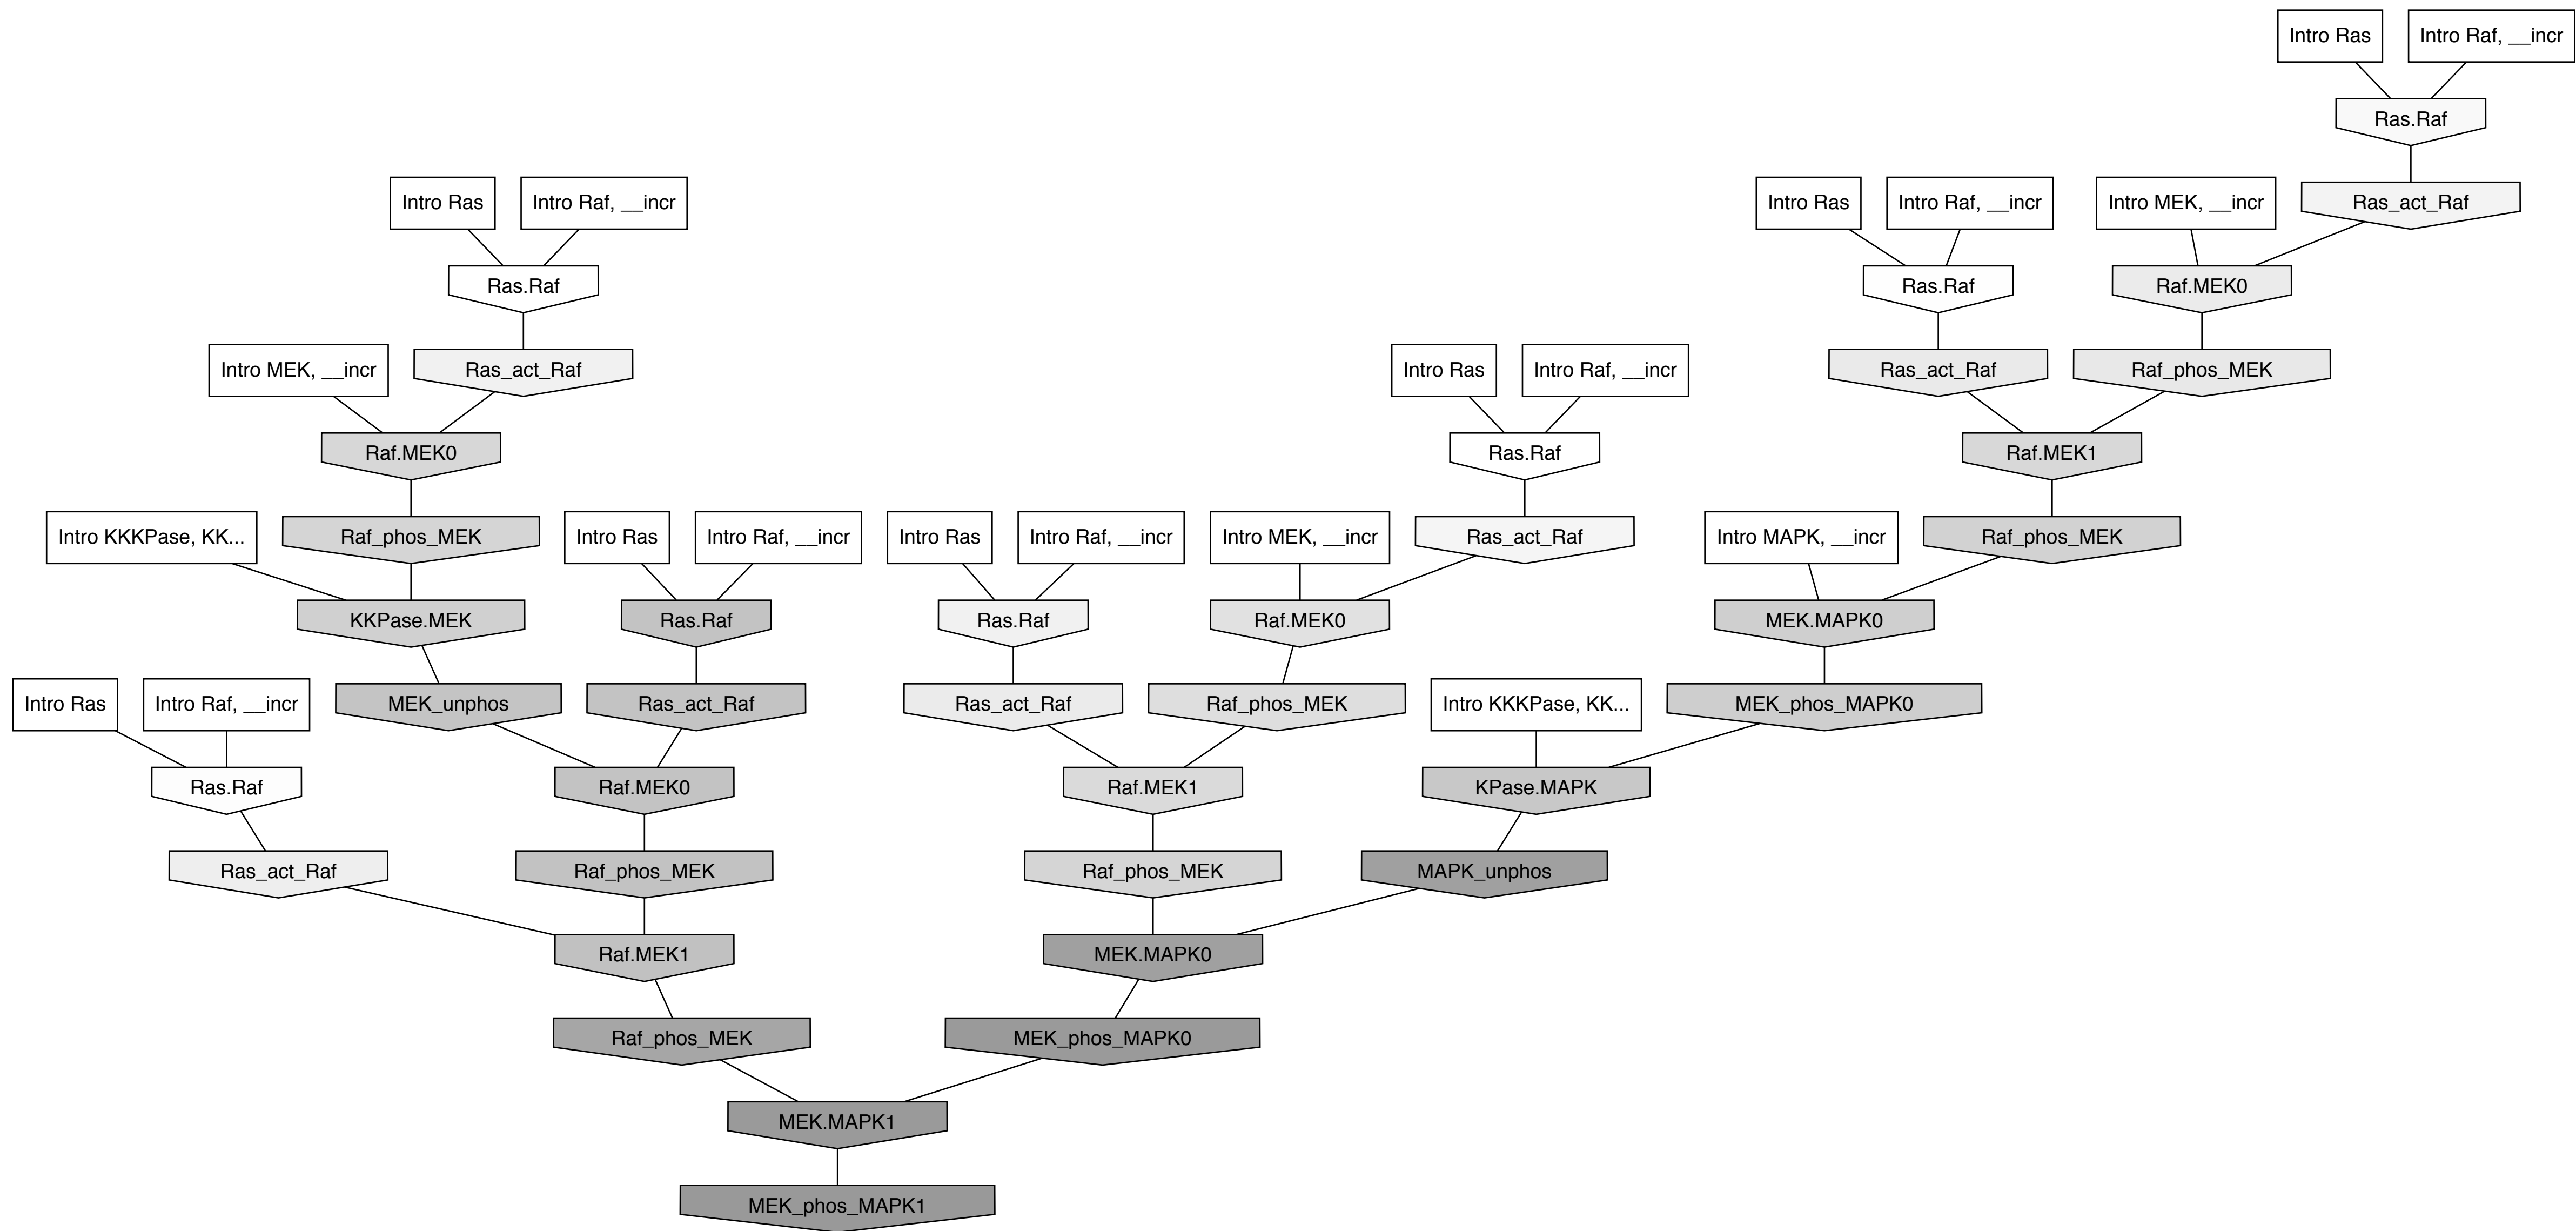 Intro Ras
Intro Raf, __incr
Ras.Raf
Intro Ras
Intro Raf, __incr
Intro Ras
Intro Raf, __incr
Intro MEK, __incr
Ras_act_Raf
Ras.Raf
Ras.Raf
Raf.MEK0
Intro MEK, __incr
Ras_act_Raf
Intro Ras
Intro Raf, __incr
Ras_act_Raf
Raf_phos_MEK
Raf.MEK0
Ras.Raf
Raf.MEK1
Intro KKKPase, KK...
Raf_phos_MEK
Intro Ras
Intro Raf, __incr
Intro Ras
Intro Raf, __incr
Intro MEK, __incr
Ras_act_Raf
Intro MAPK, __incr
Raf_phos_MEK
KKPase.MEK
Ras.Raf
Ras.Raf
Raf.MEK0
MEK.MAPK0
Intro Ras
Intro Raf, __incr
MEK_unphos
Ras_act_Raf
Ras_act_Raf
Raf_phos_MEK
Intro KKKPase, KK...
MEK_phos_MAPK0
Ras.Raf
Raf.MEK0
Raf.MEK1
KPase.MAPK
Ras_act_Raf
Raf_phos_MEK
Raf_phos_MEK
MAPK_unphos
Raf.MEK1
MEK.MAPK0
Raf_phos_MEK
MEK_phos_MAPK0
MEK.MAPK1
MEK_phos_MAPK1